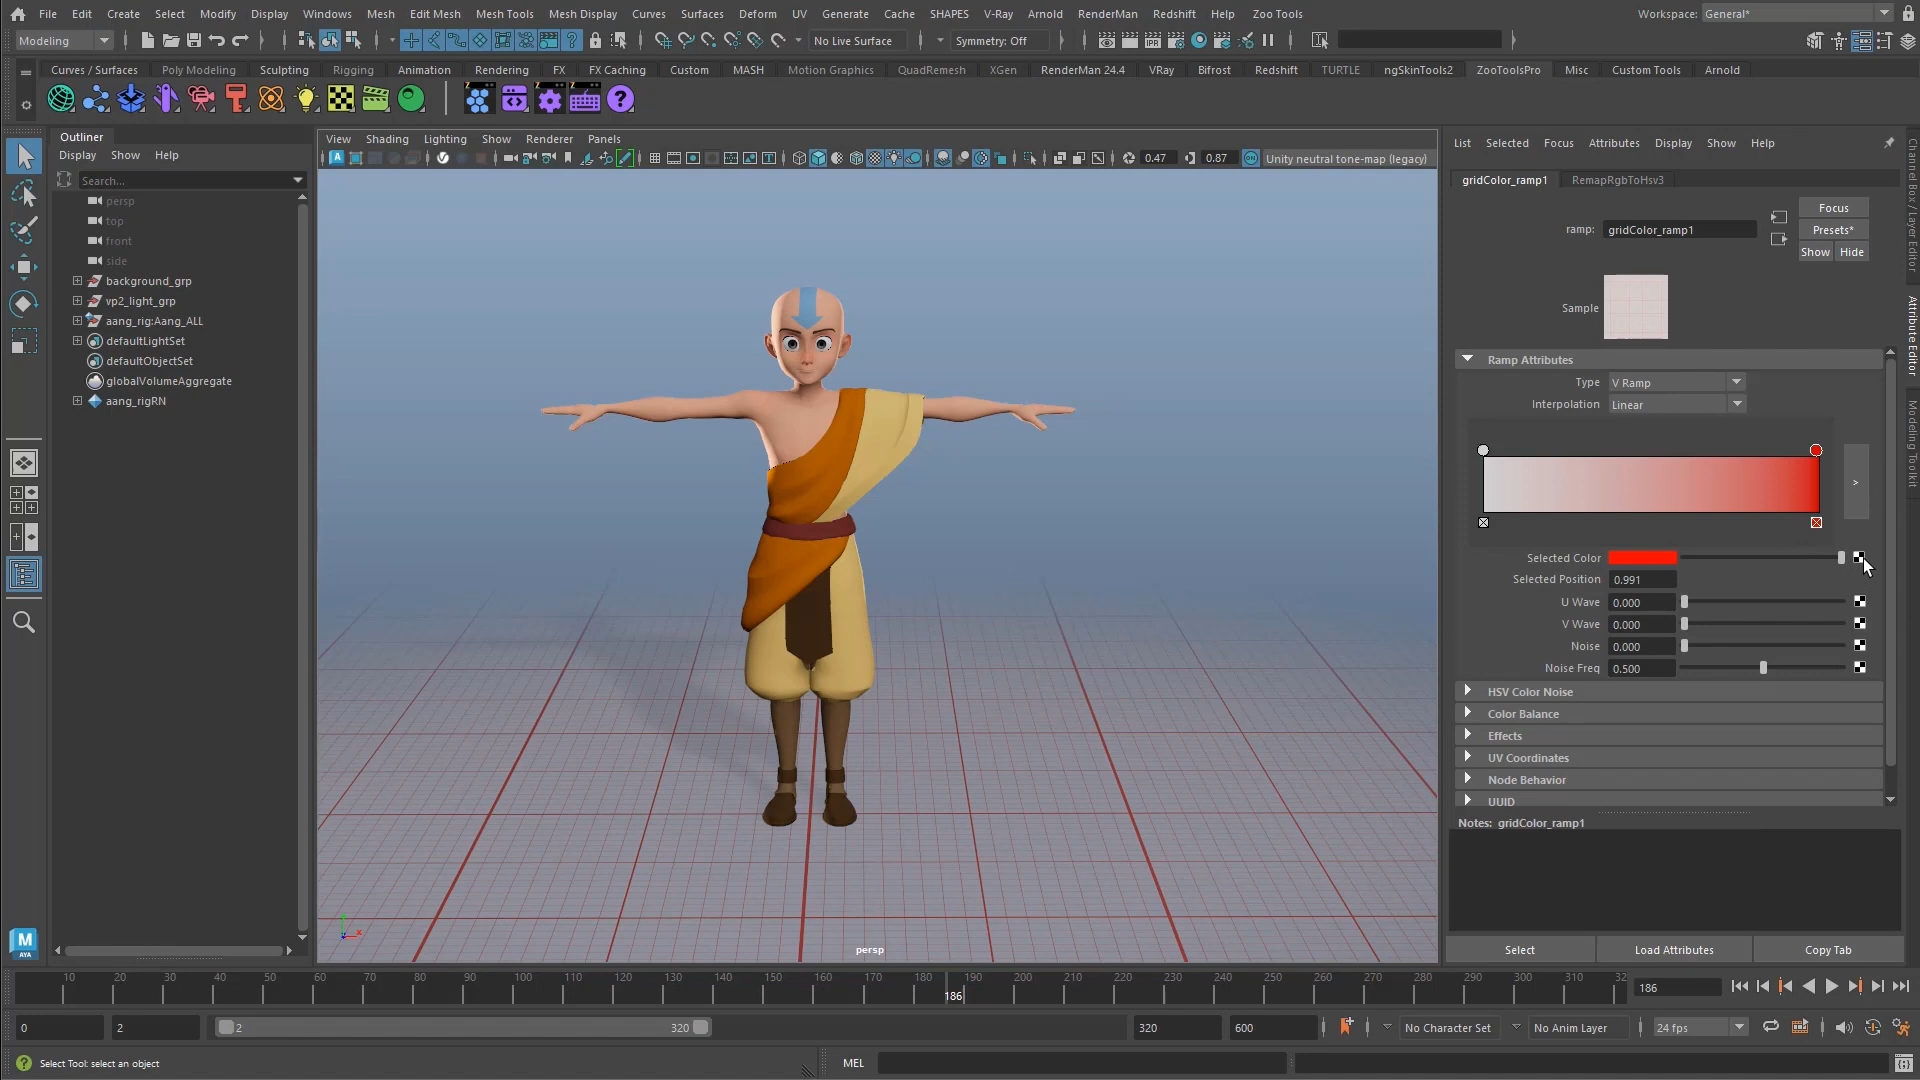 File Edit Create Select Modify Display Windows Mesh Edit Mesh Mesh Tools Mesh Display Curves Surfaces Deform UV Generate Cache SHAPES V-Ray Arnold RenderMan Redshift Help Zoo Tools Workspace: General*
Modeling No Live Surface Symmetry: Off
Curves / Surfaces Poly Modeling Sculpting Rigging Animation Rendering FX FX Caching Custom MASH Motion Graphics QuadRemesh XGen RenderMan 24.4 VRay Bifrost Redshift TURTLE ngSkinTools2 ZooToolsPro Misc Custom Tools Arnold
Outliner
Display Show Help
Search...
persp
top
front
side
background_grp
vp2_light_grp
aang_rig:Aang_ALL
defaultLightSet
defaultObjectSet
globalVolumeAggregate
aang_rigRN
View Shading Lighting Show Renderer Panels
0.47 0.87 Unity neutral tone-map (legacy)
persp
List Selected Focus Attributes Display Show Help
gridColor_ramp1 RemapRgbToHsv3
ramp: gridColor_ramp1
Focus
Presets*
Show Hide
Sample
Ramp Attributes
Type V Ramp
Interpolation Linear
>
Selected Color
Selected Position 0.991
U Wave 0.000
V Wave 0.000
Noise 0.000
Noise Freq 0.500
HSV Color Noise
Color Balance
Effects
UV Coordinates
Node Behavior
UUID
Notes: gridColor_ramp1
Select Load Attributes Copy Tab
Channel Box / Layer Editor
Attribute Editor
Modeling Toolkit
M
AYA
10 20 30 40 50 60 70 80 90 100 110 120 130 140 150 160 170 180 190 200 210 220 230 240 250 260 270 280 290 300 310 32
186
186
0 2 2 320 320 600 No Character Set No Anim Layer 24 fps
Select Tool: select an object
MEL